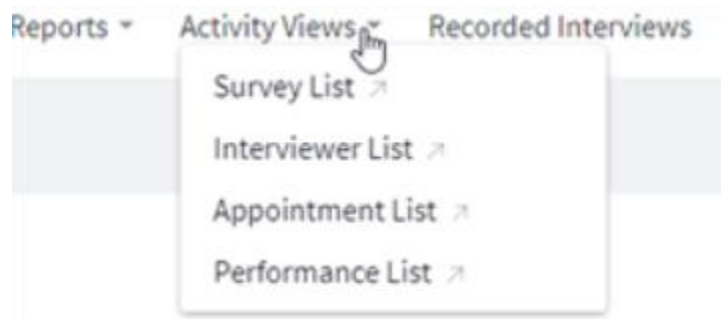 Reports Activity Views Recorded Interviews
Survey List
Interviewer List
Appointment List
Performance List